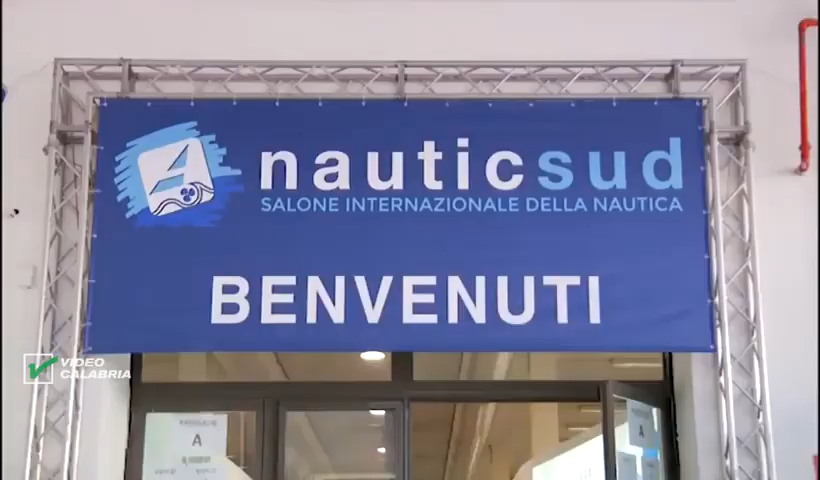 nauticsud
SALONE INTERNAZIONALE DELLA NAUTICA
BENVENUTI
VIDEO
CALABRIA
A
A